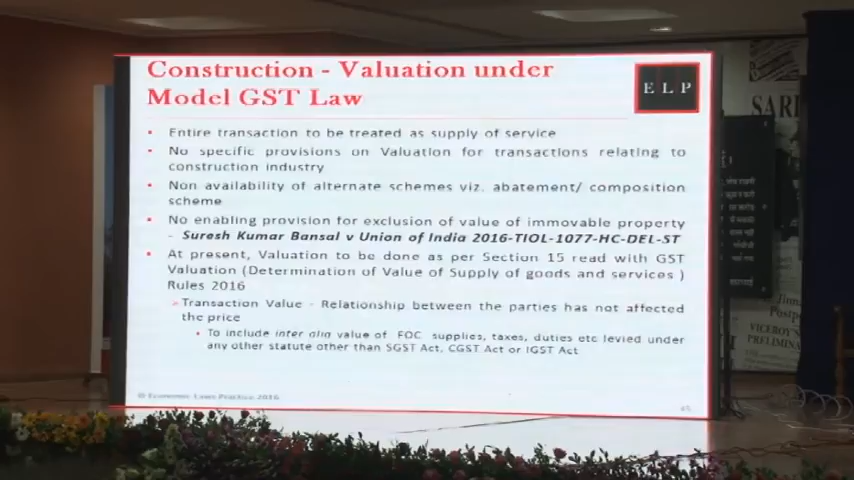 Construction - Valuation under
Model GST Law
E L P
• Entire transaction to be treated as supply of service
• No specific provisions on Valuation for transactions relating to
construction industry
• Non availability of alternate schemes viz. abatement/ composition
scheme
• No enabling provision for exclusion of value of immovable property
- Suresh Kumar Bansal v Union of India 2016-TIOL-1077-HC-DEL-ST
• At present, Valuation to be done as per Section 15 read with GST
Valuation (Determination of Value of Supply of goods and services )
Rules 2016
➢ Transaction Value - Relationship between the parties has not affected
the price
• To include inter alia value of FOC supplies, taxes, duties etc levied under
any other statute other than SGST Act, CGST Act or IGST Act
© Economic Laws Practice 2016
45
SARD
VICEROY'S
PRELIMINA